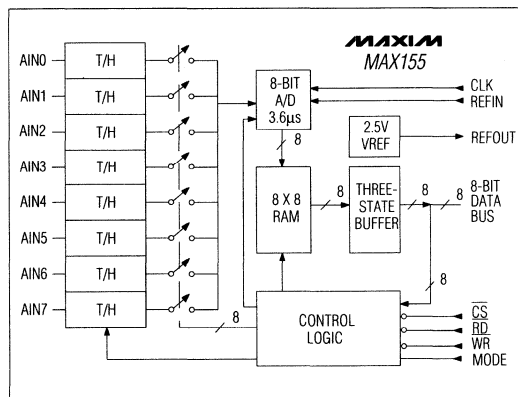 MAXIM
MAX155
AIN0
T/H
AIN1
T/H
AIN2
T/H
AIN3
T/H
AIN4
T/H
AIN5
T/H
AIN6
T/H
AIN7
T/H
8
8-BIT
A/D
3.6µs
8
8 X 8
RAM
8
2.5V
VREF
THREE-
STATE
BUFFER
8
8
8
CONTROL
LOGIC
CLK
REFIN
REFOUT
8-BIT
DATA
BUS
CS
RD
WR
MODE